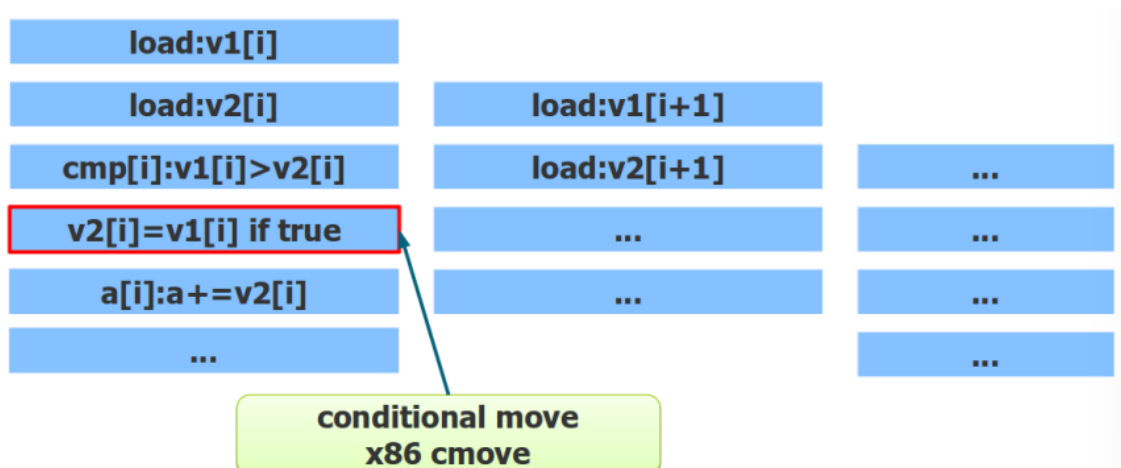 load:v1[i]
load:v2[i]
load:v1[i+1]
cmp[i]:v1[i]>v2[i]
load:v2[i+1]
...
v2[i]=v1[i] if true
...
...
a[i]:a+=v2[i]
...
...
...
...
conditional move
x86 cmove